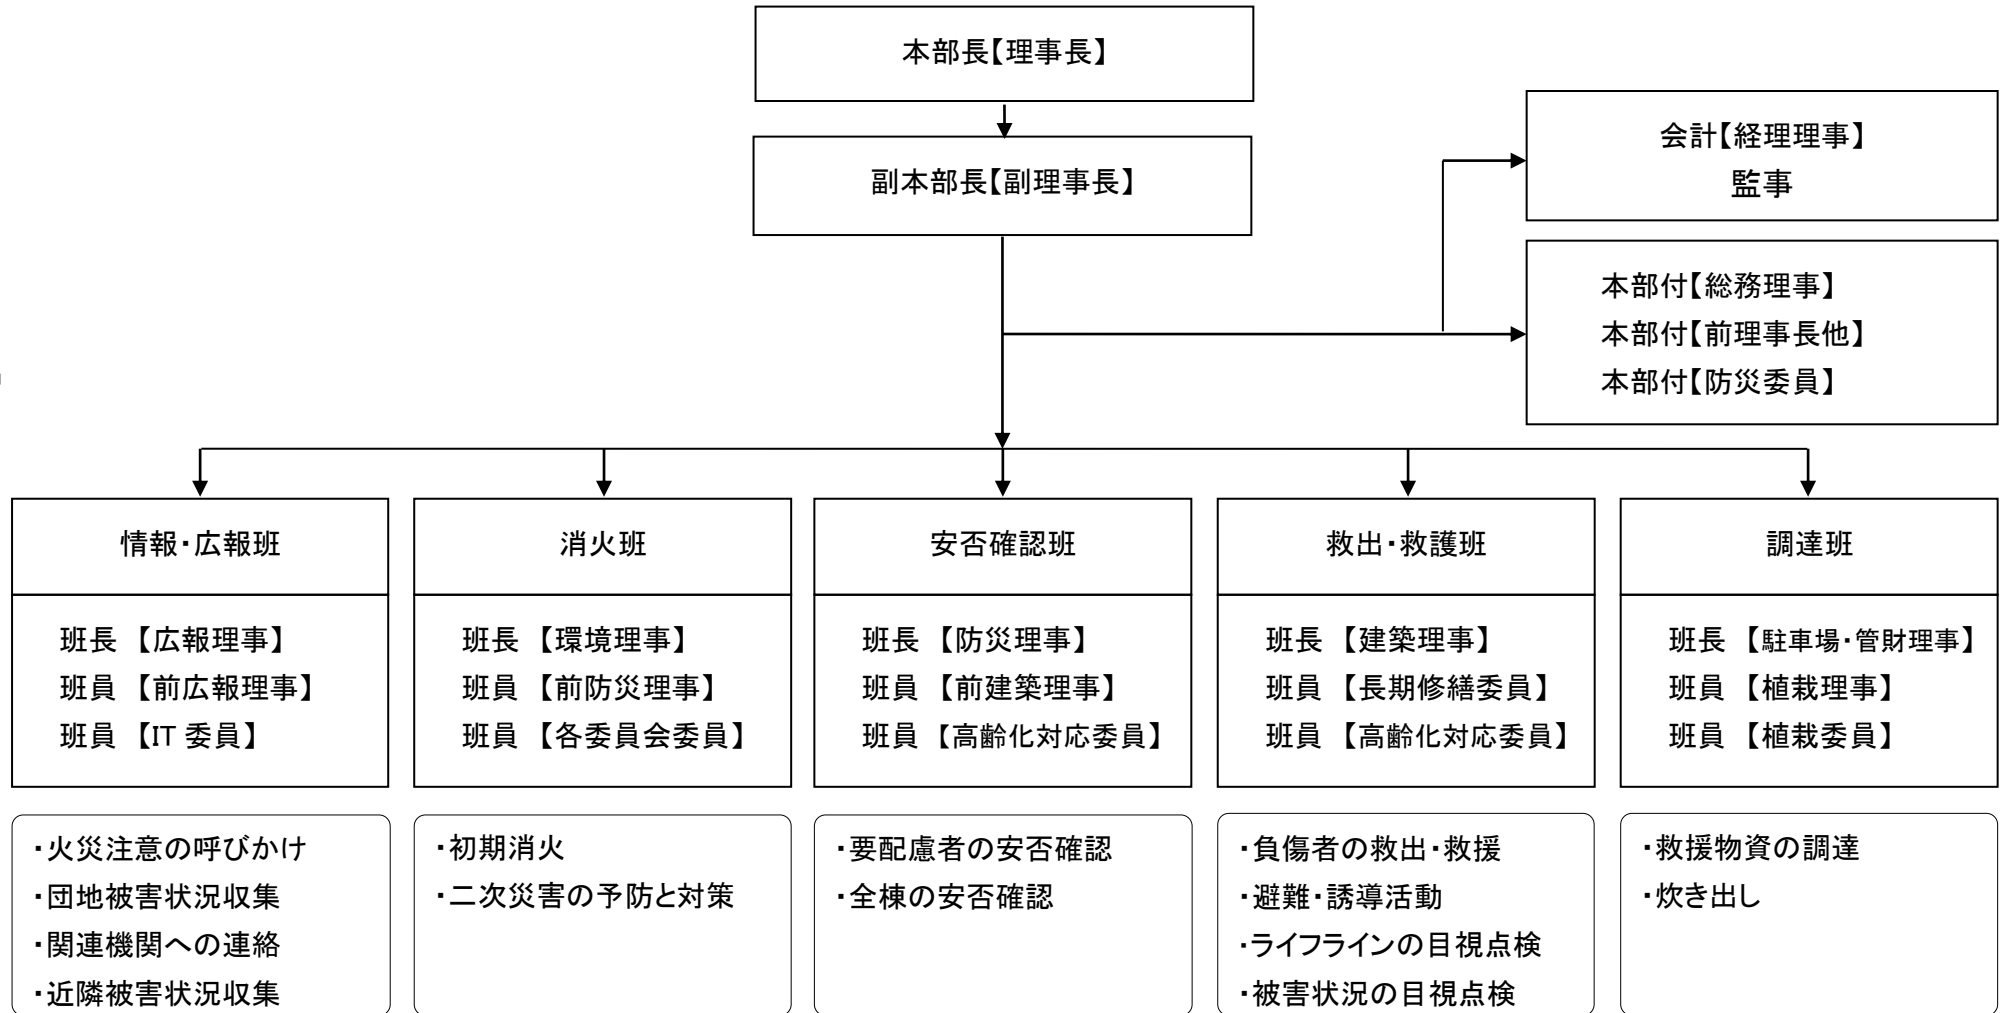 本部長【理事長】
副本部長【副理事長】
会計【経理理事】
監事
本部付【総務理事】
本部付【前理事長他】
本部付【防災委員】
情報・広報班
班長 【広報理事】
班員 【前広報理事】
班員 【IT 委員】
・火災注意の呼びかけ
・団地被害状況収集
・関連機関への連絡
・近隣被害状況収集
消火班
班長 【環境理事】
班員 【前防災理事】
班員 【各委員会委員】
・初期消火
・二次災害の予防と対策
安否確認班
班長 【防災理事】
班員 【前建築理事】
班員 【高齢化対応委員】
・要配慮者の安否確認
・全棟の安否確認
救出・救護班
班長 【建築理事】
班員 【長期修繕委員】
班員 【高齢化対応委員】
・負傷者の救出・救援
・避難・誘導活動
・ライフラインの目視点検
・被害状況の目視点検
調達班
班長 【駐車場・管財理事】
班員 【植栽理事】
班員 【植栽委員】
・救援物資の調達
・炊き出し